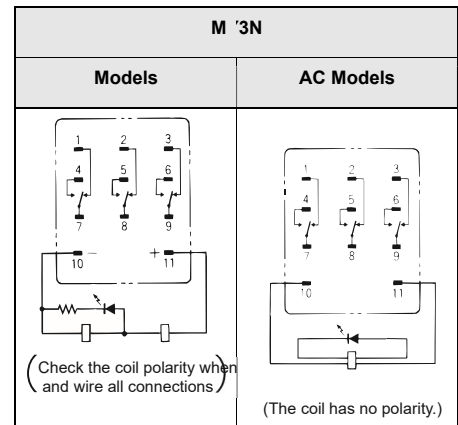 M 3N
Models
AC Models
1 2 3
4 5 6
7 8 9
10 − + 11
(Check the coil polarity when
and wire all connections)
1 2 3
4 5 6
7 8 9
10 11
(The coil has no polarity.)